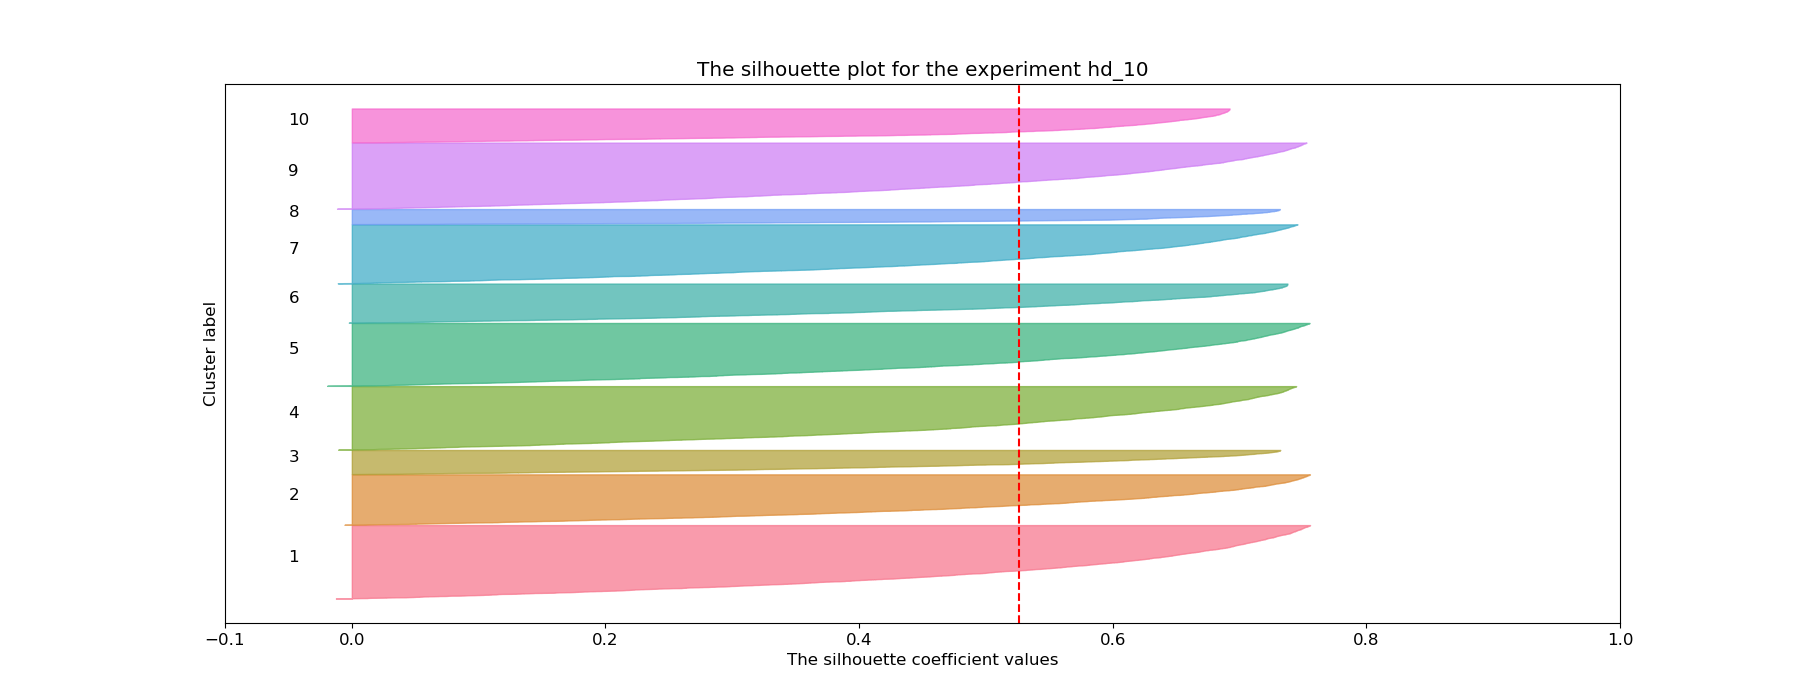 The silhouette plot for the experiment hd_10
10
9
8
7
6
5
4
3
2
1
Cluster label
−0.1 0.0 0.2 0.4 0.6 0.8 1.0
The silhouette coefficient values